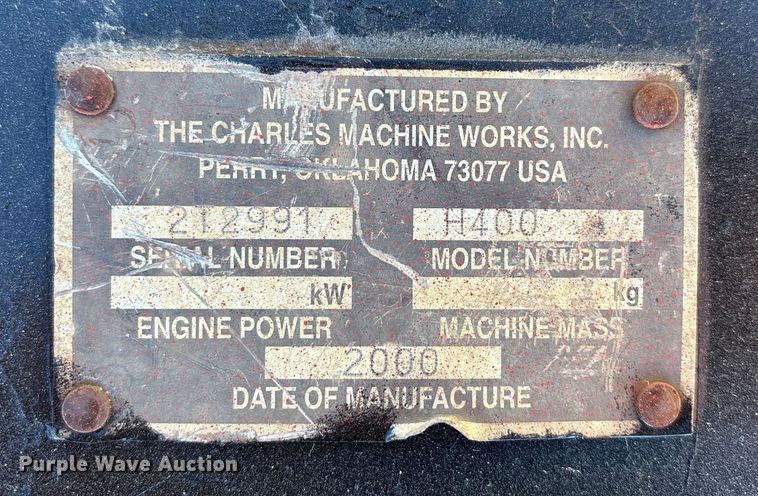 MANUFACTURED BY
THE CHARLES MACHINE WORKS, INC.
PERRY, OKLAHOMA 73077 USA
212991 H400
SERIAL NUMBER MODEL NUMBER
kW kg
ENGINE POWER MACHINE MASS
2000
DATE OF MANUFACTURE
Purple Wave Auction